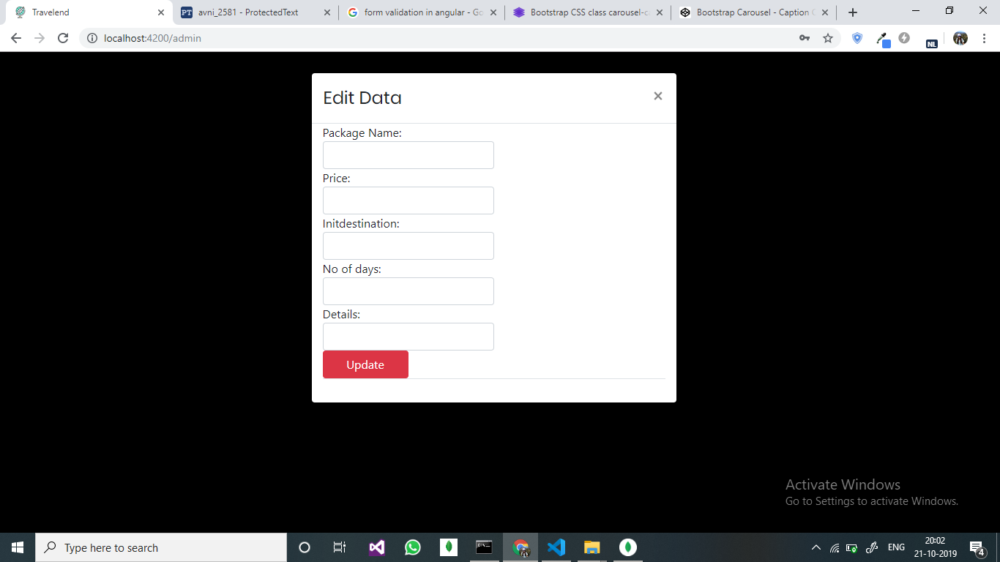 Travelend
PT
avni_2581 - ProtectedText
form validation in angular - Go
Bootstrap CSS class carousel-c
Bootstrap Carousel - Caption
localhost:4200/admin
NL
Edit Data
×
Package Name:
Price:
Initdestination:
No of days:
Details:
Update
Activate Windows
Go to Settings to activate Windows.
Type here to search
ENG
20:02
21-10-2019
4